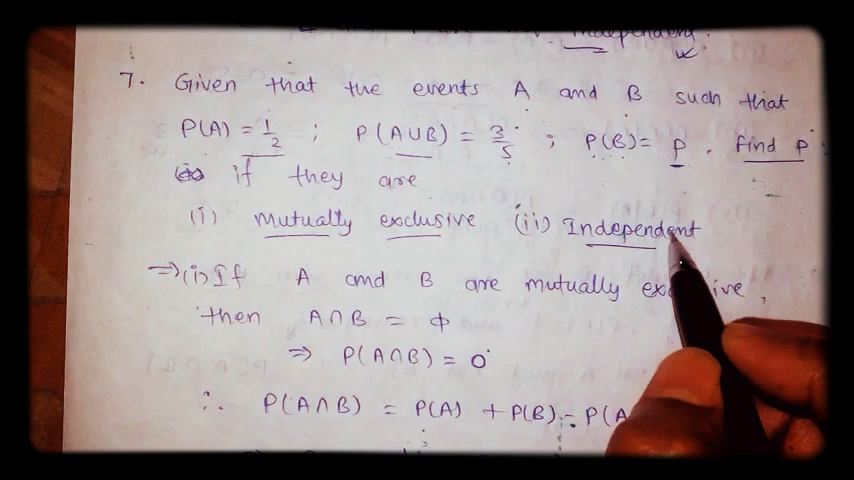 Independent.
7. Given that the events A and B such that
P(A) = 1/2 ; P(A∪B) = 3/5 ; P(B) = p . find p
if they are
(i) Mutually exclusive (ii) Independent
⇒(i) If A and B are mutually exclusive,
then A∩B = ϕ
⇒ P(A∩B) = 0
∴ P(A∩B) = P(A) + P(B) - P(A